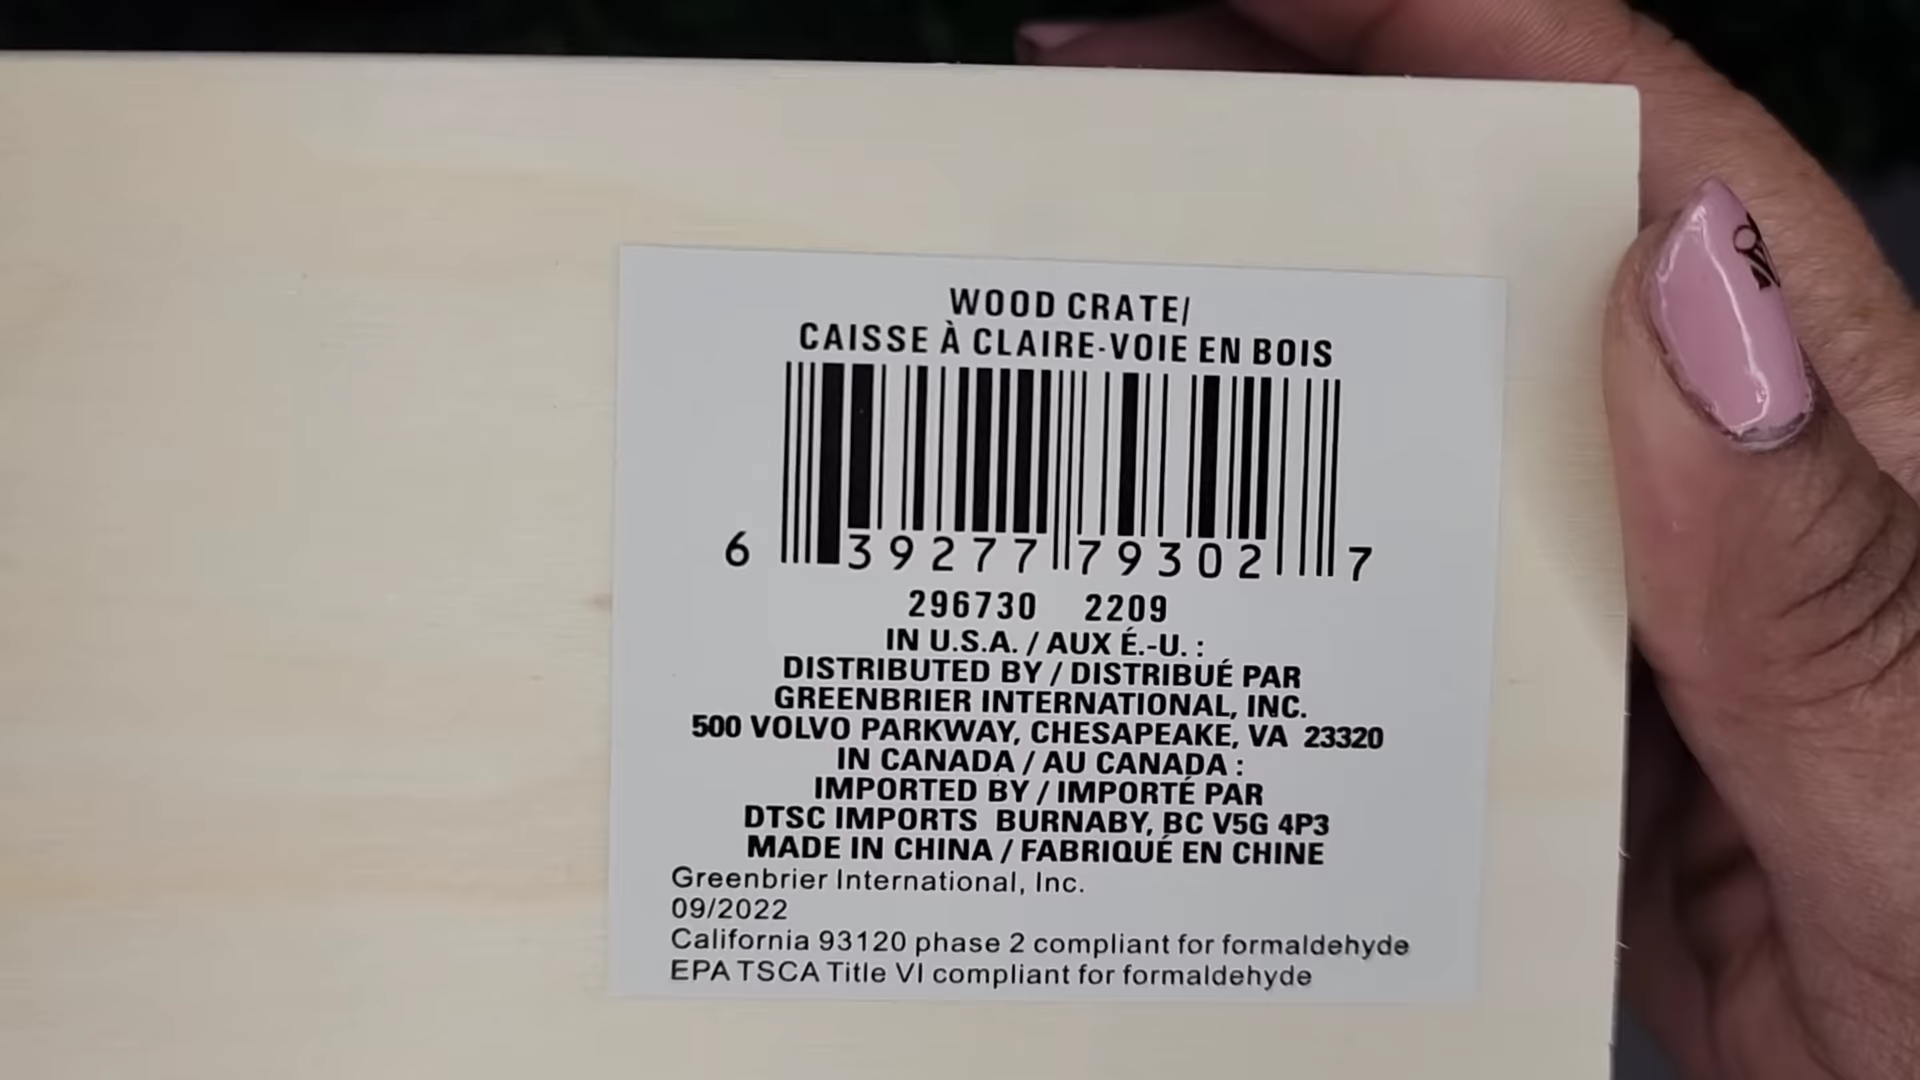 WOOD CRATE/
CAISSE À CLAIRE-VOIE EN BOIS
6 39277 79302 7
296730 2209
IN U.S.A. / AUX É.-U. :
DISTRIBUTED BY / DISTRIBUÉ PAR
GREENBRIER INTERNATIONAL, INC.
500 VOLVO PARKWAY, CHESAPEAKE, VA 23320
IN CANADA / AU CANADA :
IMPORTED BY / IMPORTÉ PAR
DTSC IMPORTS BURNABY, BC V5G 4P3
MADE IN CHINA / FABRIQUÉ EN CHINE
Greenbrier International, Inc.
09/2022
California 93120 phase 2 compliant for formaldehyde
EPA TSCA Title VI compliant for formaldehyde